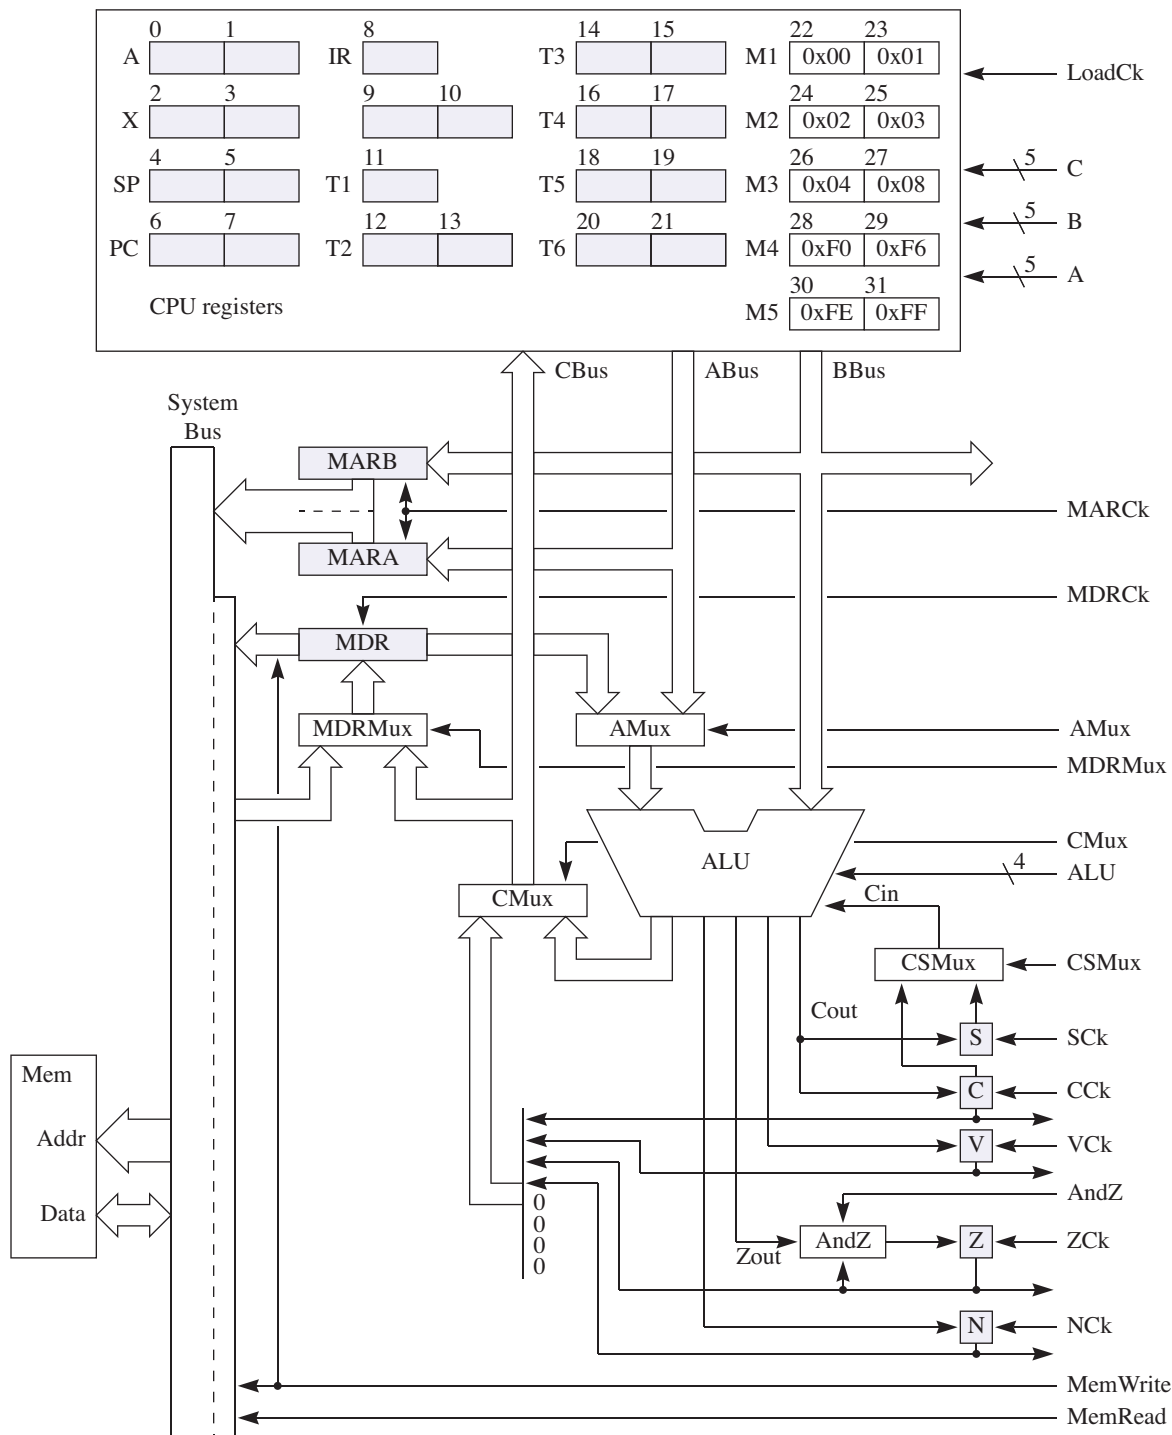 0 1 8 14 15 22 23
A IR T3 M1 0x00 0x01 LoadCk
2 3 9 10 16 17 24 25
X T4 M2 0x02 0x03
4 5 11 18 19 26 27 5
SP T1 T5 M3 0x04 0x08 C
6 7 12 13 20 21 28 29 5
PC T2 T6 M4 0xF0 0xF6 B
5
A
30 31
CPU registers M5 0xFE 0xFF
CBus ABus BBus
System
Bus
MARB
MARCk
MARA
MDRCk
MDR
MDRMux AMux AMux
MDRMux
CMux
ALU 4 ALU
CMux Cin
CSMux CSMux
Cout
S SCk
Mem
C CCk
Addr V VCk
AndZ
Data 0
0
0 Zout AndZ Z ZCk
0
N NCk
MemWrite
MemRead